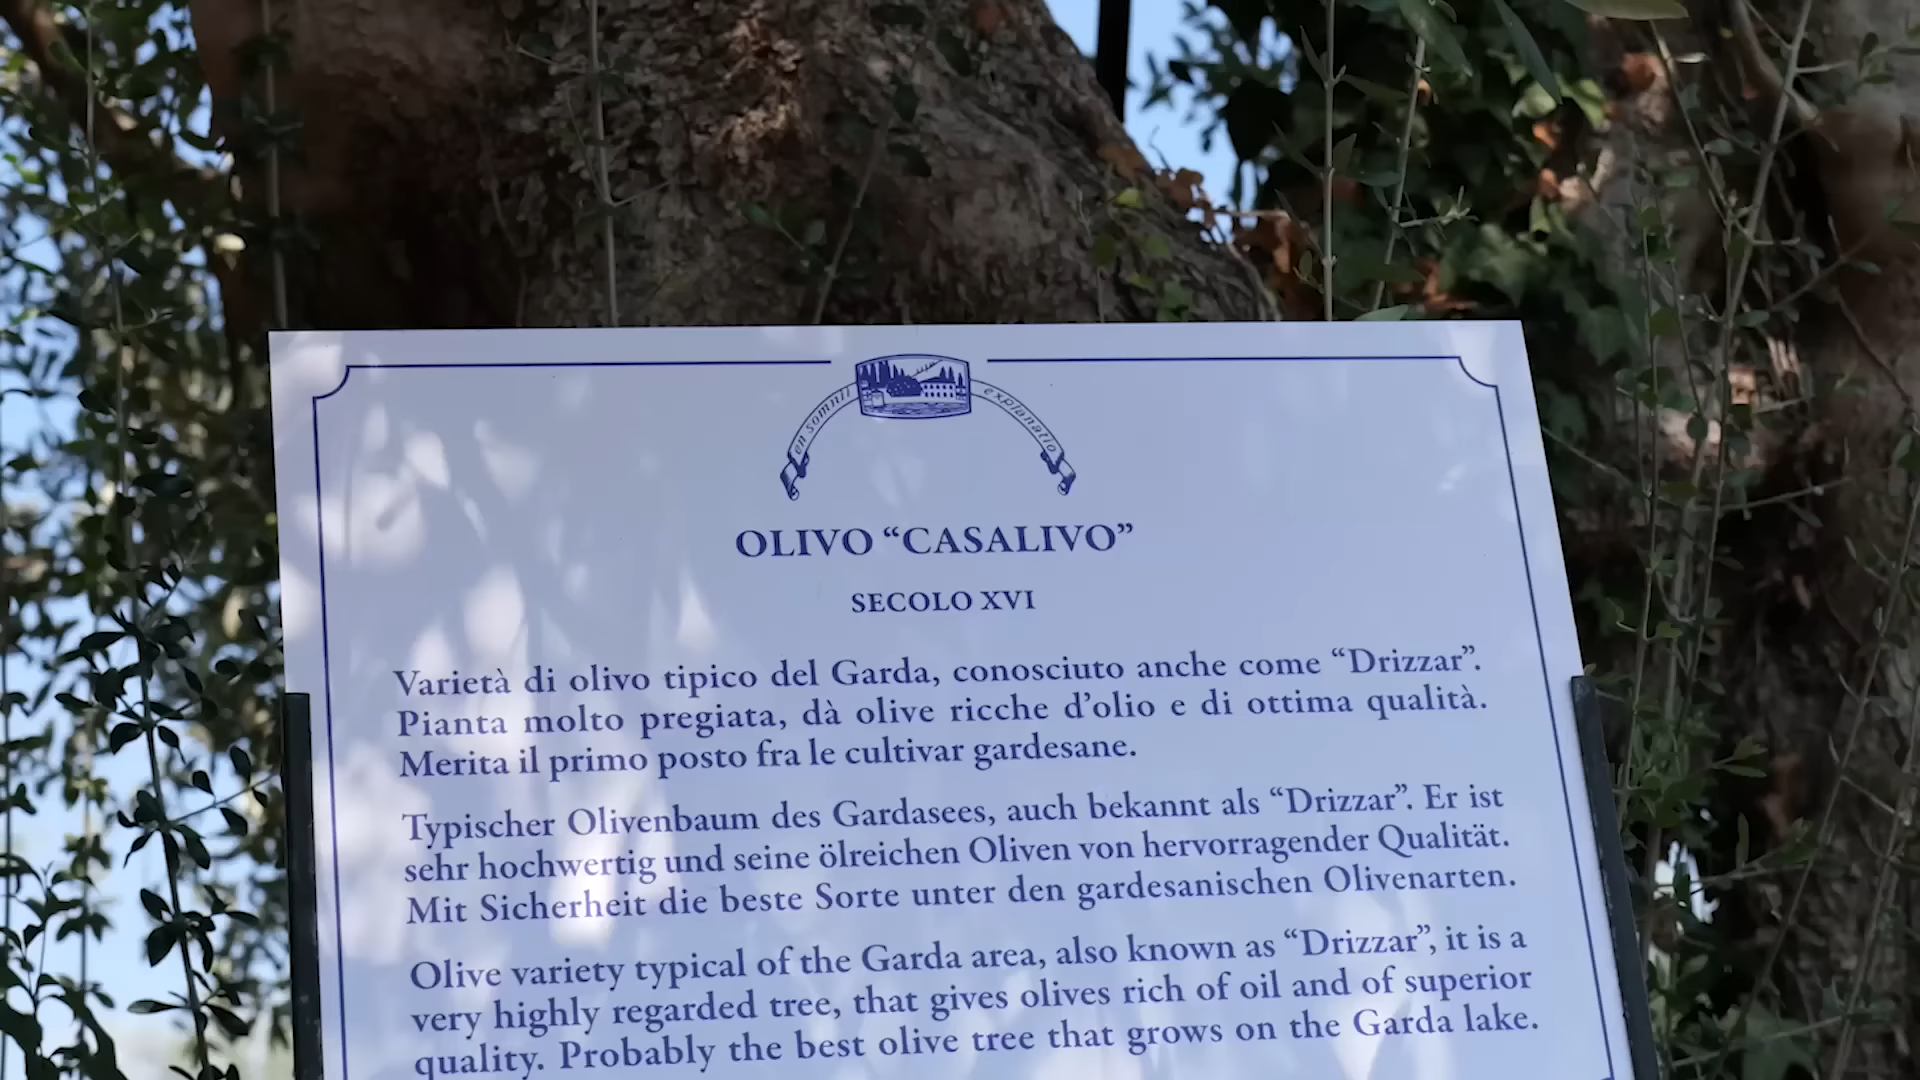 en somnii explanatio
OLIVO “CASALIVO”
SECOLO XVI
Varietà di olivo tipico del Garda, conosciuto anche come “Drizzar”.
Pianta molto pregiata, dà olive ricche d’olio e di ottima qualità.
Merita il primo posto fra le cultivar gardesane.
Typischer Olivenbaum des Gardasees, auch bekannt als “Drizzar”. Er ist
sehr hochwertig und seine ölreichen Oliven von hervorragender Qualität.
Mit Sicherheit die beste Sorte unter den gardesanischen Olivenarten.
Olive variety typical of the Garda area, also known as “Drizzar”, it is a
very highly regarded tree, that gives olives rich of oil and of superior
quality. Probably the best olive tree that grows on the Garda lake.